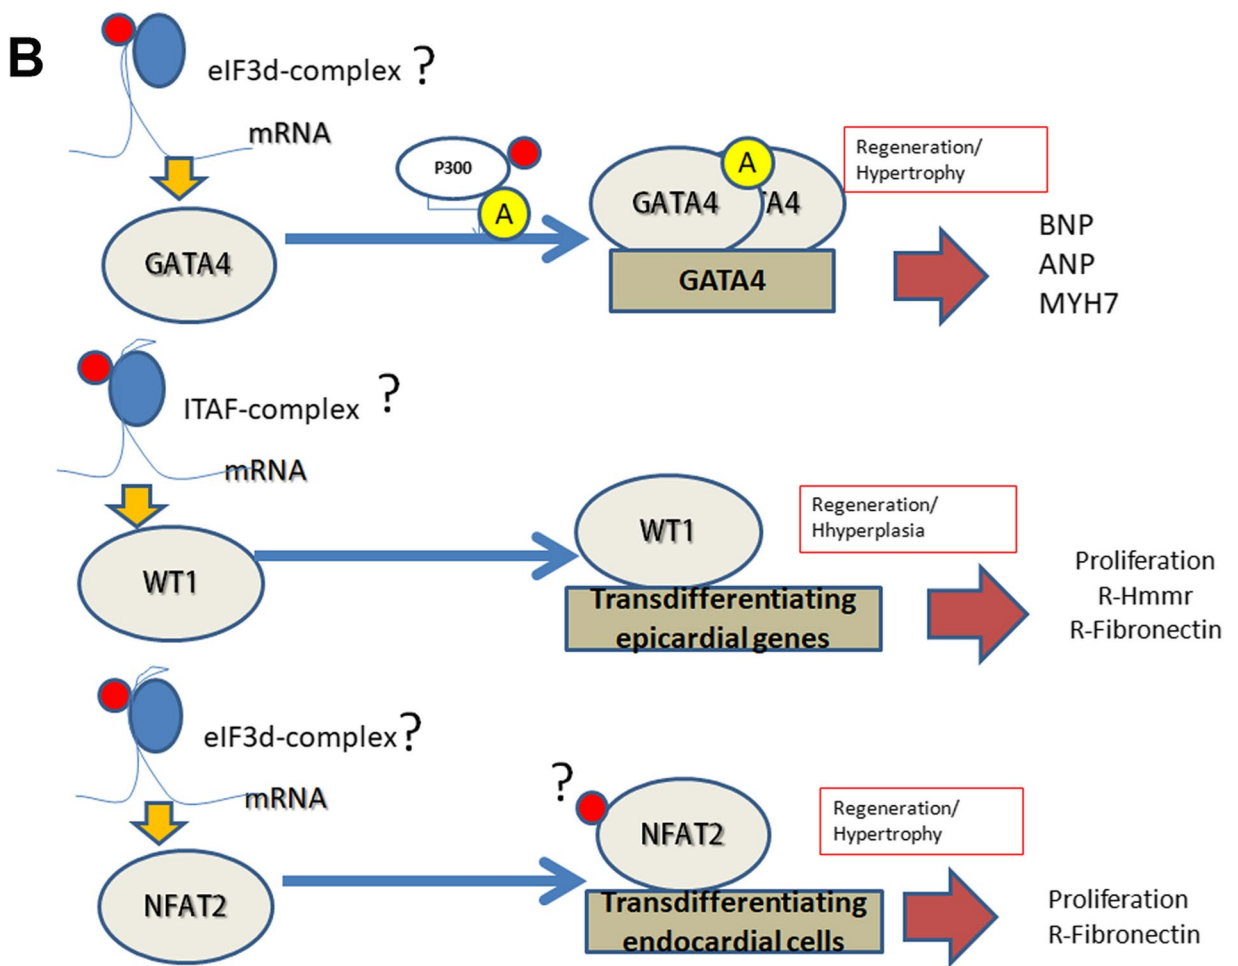 B
eIF3d-complex ?
mRNA
P300
A
GATA4
A
GATA4
TA4
GATA4
Regeneration/
Hypertrophy
BNP
ANP
MYH7
ITAF-complex ?
mRNA
WT1
WT1
Transdifferentiating
epicardial genes
Regeneration/
Hhyperplasia
Proliferation
R-Hmmr
R-Fibronectin
eIF3d-complex?
mRNA
NFAT2
?
NFAT2
Transdifferentiating
endocardial cells
Regeneration/
Hypertrophy
Proliferation
R-Fibronectin